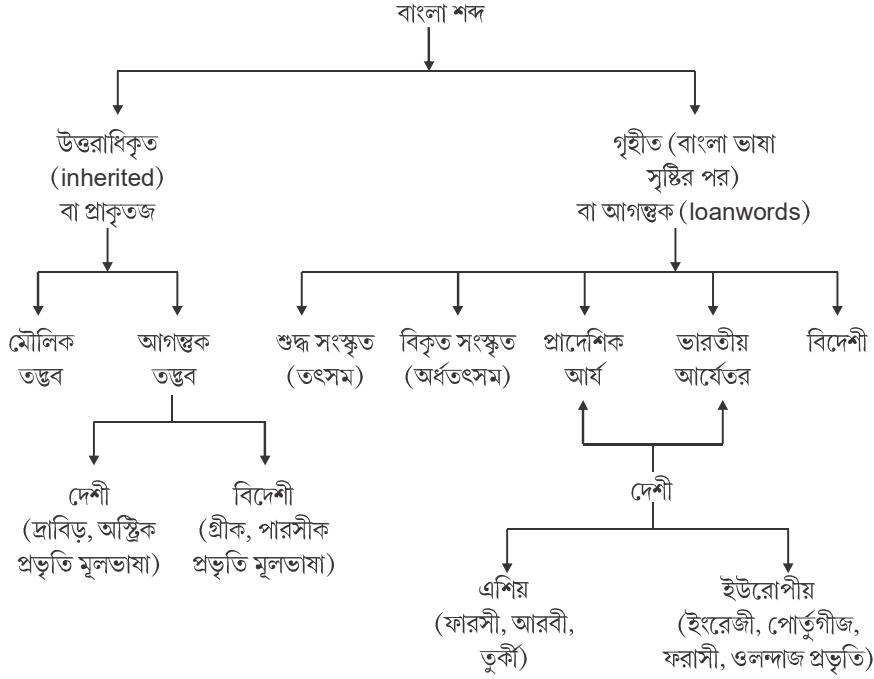 বাংলা শব্দ
উত্তরাধিকৃত
(inherited)
বা প্রাকৃতজ
গৃহীত (বাংলা ভাষা
সৃষ্টির পর)
বা আগন্তুক (loanwords)
মৌলিক
তদ্ভব
আগন্তুক
তদ্ভব
শুদ্ধ সংস্কৃত
(তৎসম)
বিকৃত সংস্কৃত
(অর্ধতৎসম)
প্রাদেশিক
আর্য
ভারতীয়
আর্যেতর
বিদেশী
দেশী
(দ্রাবিড়, অস্ট্রিক
প্রভৃতি মূলভাষা)
বিদেশী
(গ্রীক, পারসীক
প্রভৃতি মূলভাষা)
দেশী
এশিয়
(ফারসী, আরবী,
তুর্কী)
ইউরোপীয়
(ইংরেজী, পোর্তুগীজ,
ফরাসী, ওলন্দাজ প্রভৃতি)